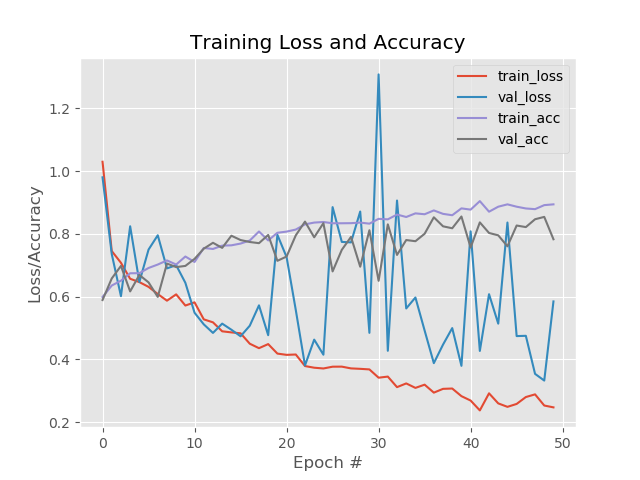 Training Loss and Accuracy
train_loss
val_loss
train_acc
val_acc
Loss/Accuracy
1.2
1.0
0.8
0.6
0.4
0.2
0 10 20 30 40 50
Epoch #